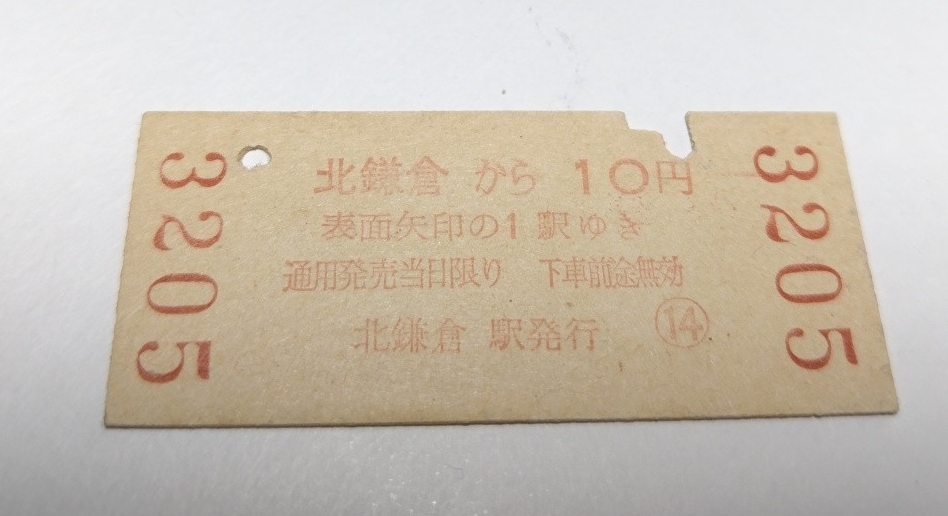 北鎌倉 から 10円
表面矢印の1駅ゆき
通用発売当日限り 下車前途無効
北鎌倉 駅発行 ⑭
3205
3205